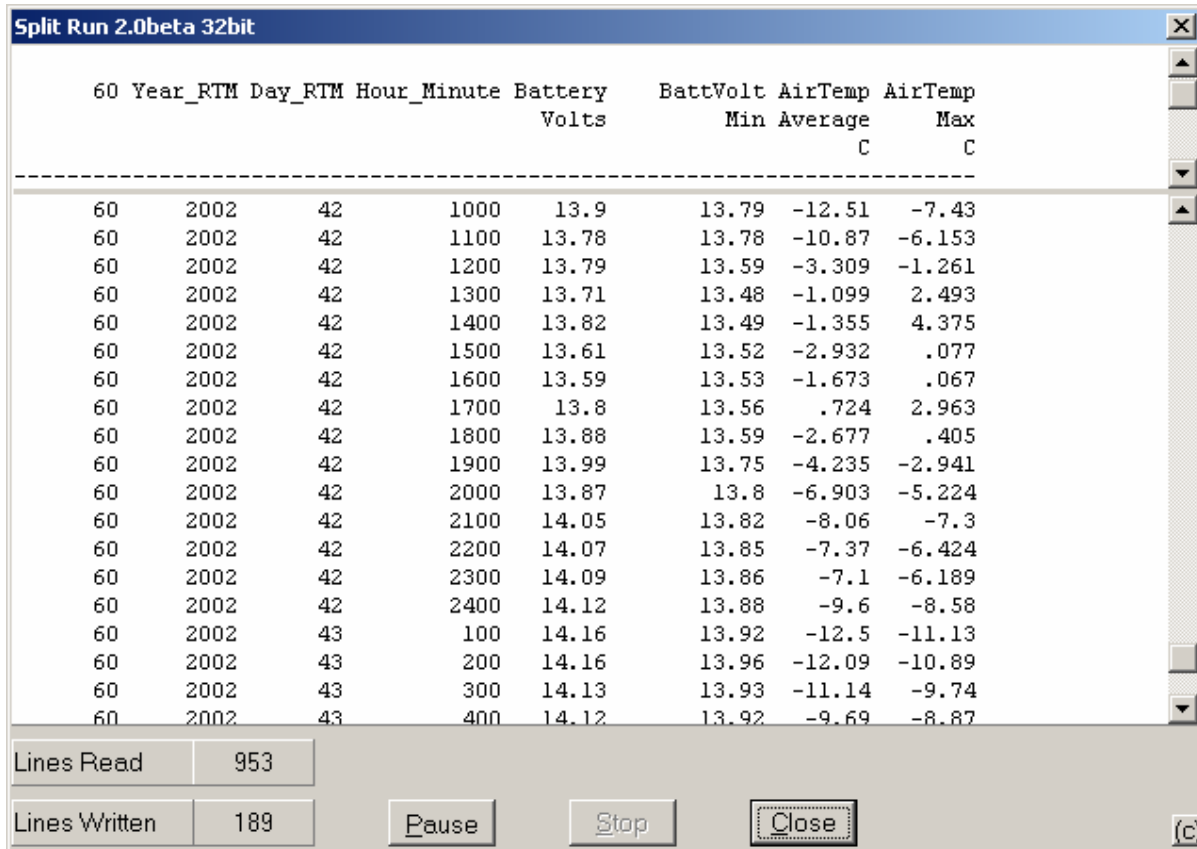 Split Run 2.0beta 32bit
60 Year_RTM Day_RTM Hour_Minute Battery BattVolt AirTemp AirTemp
Volts Min Average Max
C C
--------------------------------------------------------------------------
60 2002 42 1000 13.9 13.79 -12.51 -7.43
60 2002 42 1100 13.78 13.78 -10.87 -6.153
60 2002 42 1200 13.79 13.59 -3.309 -1.261
60 2002 42 1300 13.71 13.48 -1.099 2.493
60 2002 42 1400 13.82 13.49 -1.355 4.375
60 2002 42 1500 13.61 13.52 -2.932 .077
60 2002 42 1600 13.59 13.53 -1.673 .067
60 2002 42 1700 13.8 13.56 .724 2.963
60 2002 42 1800 13.88 13.59 -2.677 .405
60 2002 42 1900 13.99 13.75 -4.235 -2.941
60 2002 42 2000 13.87 13.8 -6.903 -5.224
60 2002 42 2100 14.05 13.82 -8.06 -7.3
60 2002 42 2200 14.07 13.85 -7.37 -6.424
60 2002 42 2300 14.09 13.86 -7.1 -6.189
60 2002 42 2400 14.12 13.88 -9.6 -8.58
60 2002 43 100 14.16 13.92 -12.5 -11.13
60 2002 43 200 14.16 13.96 -12.09 -10.89
60 2002 43 300 14.13 13.93 -11.14 -9.74
60 2002 43 400 14.12 13.92 -9.69 -8.87
Lines Read 953
Lines Written 189 Pause Stop Close (c)